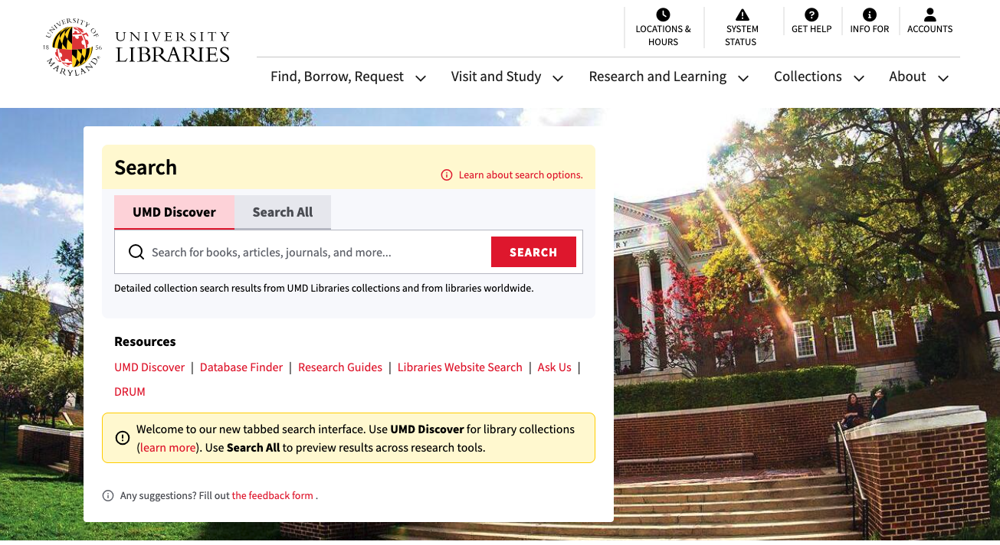 UNIVERSITY OF
18 56
MARYLAND
UNIVERSITY
LIBRARIES
LOCATIONS &
HOURS
SYSTEM
STATUS
GET HELP
INFO FOR
ACCOUNTS
Find, Borrow, Request
Visit and Study
Research and Learning
Collections
About
Search
Learn about search options.
UMD Discover
Search All
Search for books, articles, journals, and more...
SEARCH
Detailed collection search results from UMD Libraries collections and from libraries worldwide.
Resources
UMD Discover | Database Finder | Research Guides | Libraries Website Search | Ask Us |
DRUM
Welcome to our new tabbed search interface. Use UMD Discover for library collections
(learn more). Use Search All to preview results across research tools.
Any suggestions? Fill out the feedback form .
RY